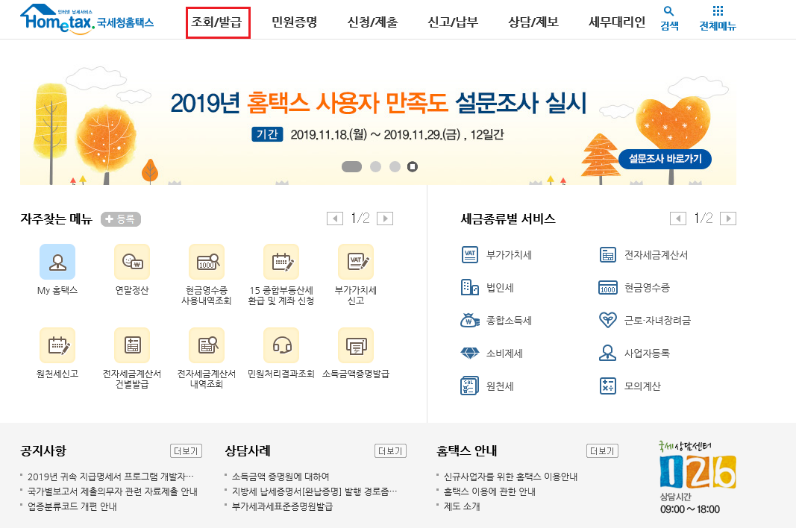 편리한 납세서비스
Hometax. 국세청홈택스
조회/발급
민원증명
신청/제출
신고/납부
상담/제보
세무대리인
검색
전체메뉴
2019년 홈택스 사용자 만족도 설문조사 실시
기간 2019.11.18.(월) ~ 2019.11.29.(금) , 12일간
설문조사 바로가기
자주찾는 메뉴
+ 등록
1/2
My 홈택스
연말정산
현금영수증
사용내역조회
15 종합부동산세
환급 및 계좌 신청
부가가치세
신고
원천세신고
전자세금계산서
건별발급
전자세금계산서
내역조회
민원처리결과조회
소득금액증명발급
세금종류별 서비스
1/2
VAT 부가가치세
전자세금계산서
법인세
1000 현금영수증
종합소득세
근로·자녀장려금
소비제세
사업자등록
원천세
모의계산
공지사항
더보기
2019년 귀속 지급명세서 프로그램 개발자…
국가별보고서 제출의무자 관련 자료제출 안내
업종분류코드 개편 안내
상담사례
더보기
소득금액 증명원에 대하여
지방세 납세증명서[완납증명] 발행 경로좀…
부가세과세표준증명원발급
홈택스 안내
더보기
신규사업자를 위한 홈택스 이용안내
홈택스 이용에 관한 안내
제도 소개
국세상담센터
126
상담시간
09:00 ~ 18:00